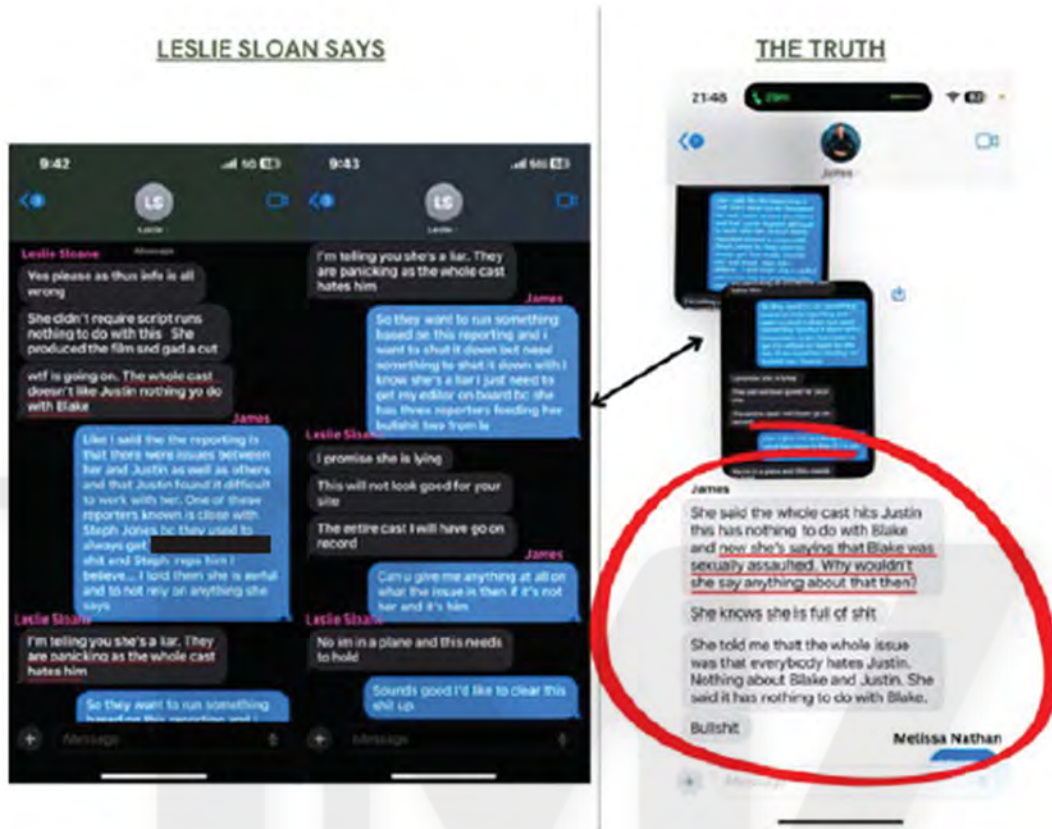 LESLIE SLOAN SAYS
9:42
5G
LS
Leslie
iMessage
Leslie Sloane
Yes please as thus info is all
wrong
She didn't require script runs
nothing to do with this She
produced the film snd gad a cut
wtf is going on. The whole cast
doesn't like Justin nothing yo do
with Blake
James
Like I said the the reporting is
that there were issues between
her and Justin as well as others
and that Justin found it difficult
to work with her. One of these
reporters known is close with
Steph Jones bc they used to
always get
shit and Steph reps him I
believe... I told them she is awful
and to not rely on anything she
says
Leslie Sloane
I'm telling you she's a liar. They
are panicking as the whole cast
hates him
So they want to run something
based on this reporting and i
Message
9:43
LS
Leslie
I'm telling you she's a liar. They
are panicking as the whole cast
hates him
James
So they want to run something
based on this reporting and i
want to shut it down but need
something to shut it down with I
know she's a liar I just need to
get my editor on board bc she
has three reporters feeding her
bullshit two from la
Leslie Sloane
I promise she is lying
This will not look good for your
site
The entire cast I will have go on
record
James
Can u give me anything at all on
what the issue is then if it's not
her and it's him
Leslie Sloane
No im in a plane and this needs
to hold
Sounds good I'd like to clear this
shit up
Message
THE TRUTH
21:48
James
James
She said the whole cast hits Justin
this has nothing to do with Blake
and now she's saying that Blake was
sexually assaulted. Why wouldn't
she say anything about that then?
She knows she is full of shit
She told me that the whole issue
was that everybody hates Justin.
Nothing about Blake and Justin. She
said it has nothing to do with Blake.
Bullshit
Melissa Nathan